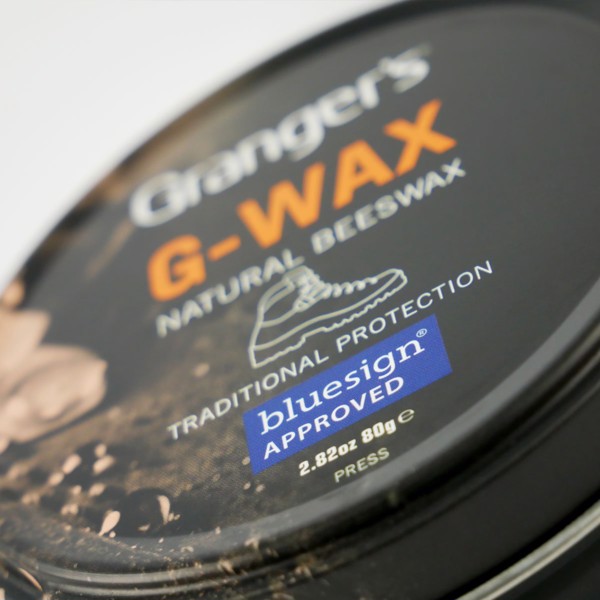 Granger's
G-WAX
NATURAL BEESWAX
TRADITIONAL PROTECTION
bluesign®
APPROVED
2.82oz 80g ℮
PRESS